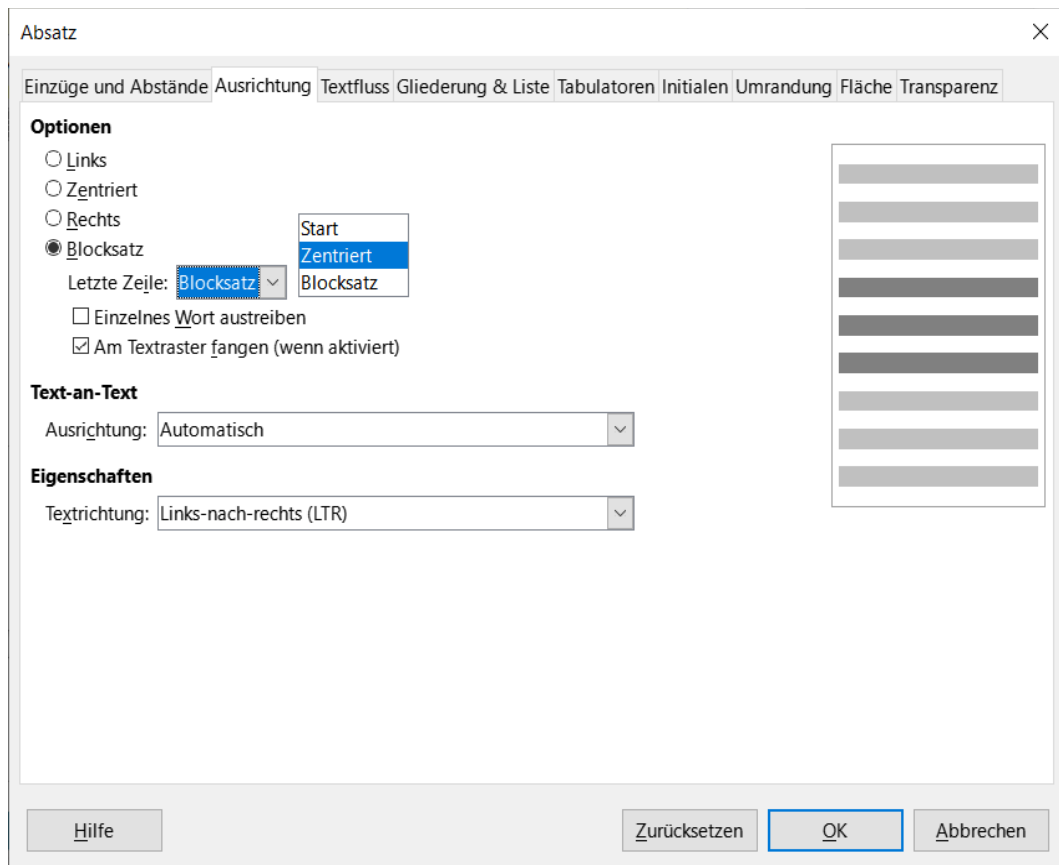 Absatz
Einzüge und Abstände Ausrichtung Textfluss Gliederung & Liste Tabulatoren Initialen Umrandung Fläche Transparenz
Optionen
Links
Zentriert
Rechts
Blocksatz
Start
Zentriert
Blocksatz
Letzte Zeile: Blocksatz
Einzelnes Wort austreiben
Am Textraster fangen (wenn aktiviert)
Text-an-Text
Ausrichtung: Automatisch
Eigenschaften
Textrichtung: Links-nach-rechts (LTR)
Hilfe Zurücksetzen OK Abbrechen